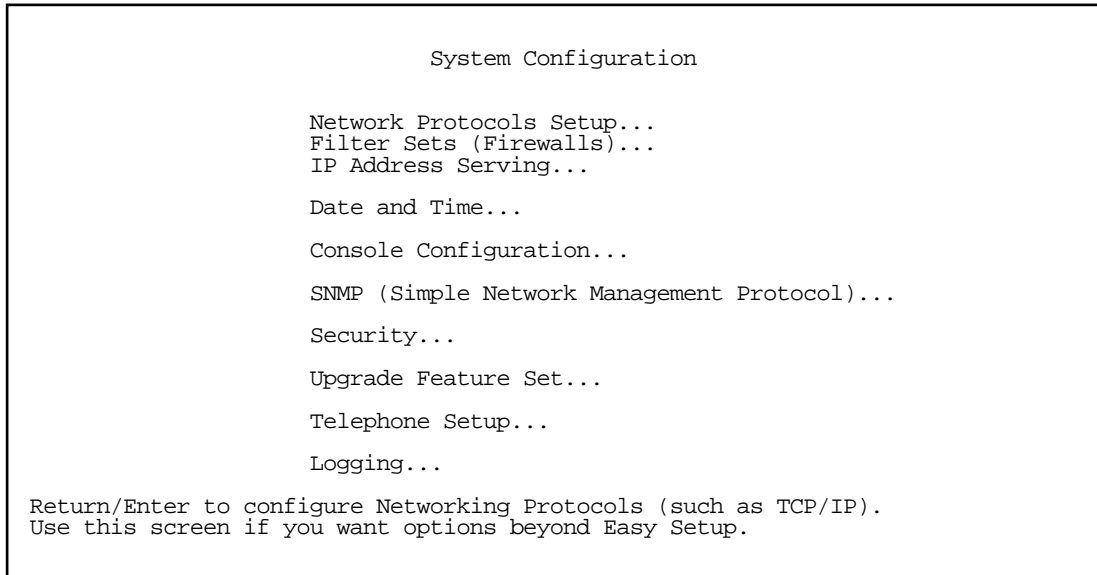 System Configuration
Network Protocols Setup...
Filter Sets (Firewalls)...
IP Address Serving...
Date and Time...
Console Configuration...
SNMP (Simple Network Management Protocol)...
Security...
Upgrade Feature Set...
Telephone Setup...
Logging...
Return/Enter to configure Networking Protocols (such as TCP/IP).
Use this screen if you want options beyond Easy Setup.